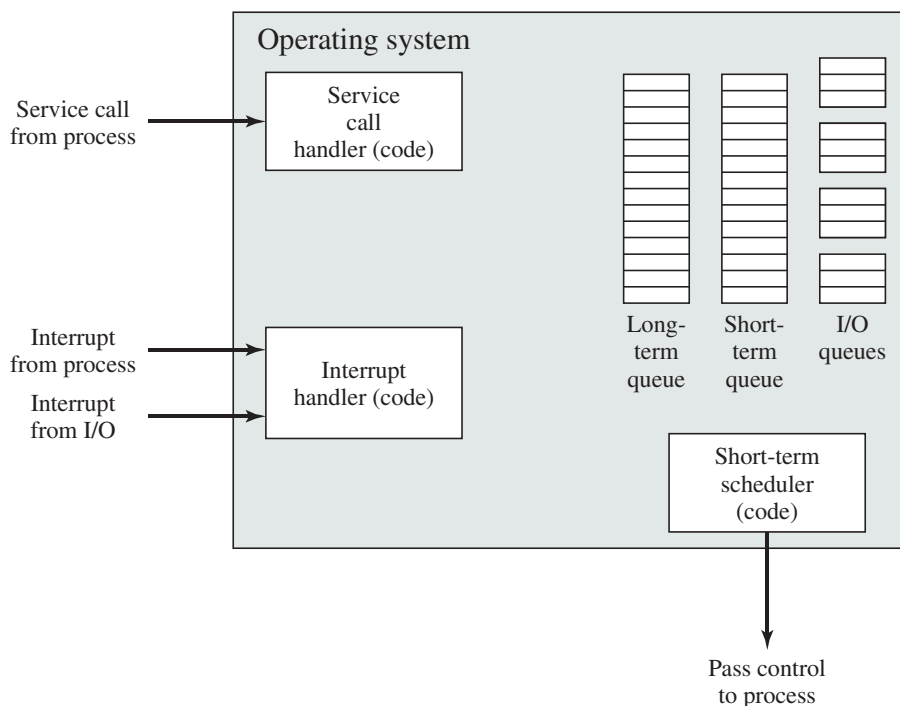 Operating system
Service call
from process
Service
call
handler (code)
Interrupt
from process
Interrupt
from I/O
Interrupt
handler (code)
Long-
term
queue
Short-
term
queue
I/O
queues
Short-term
scheduler
(code)
Pass control
to process